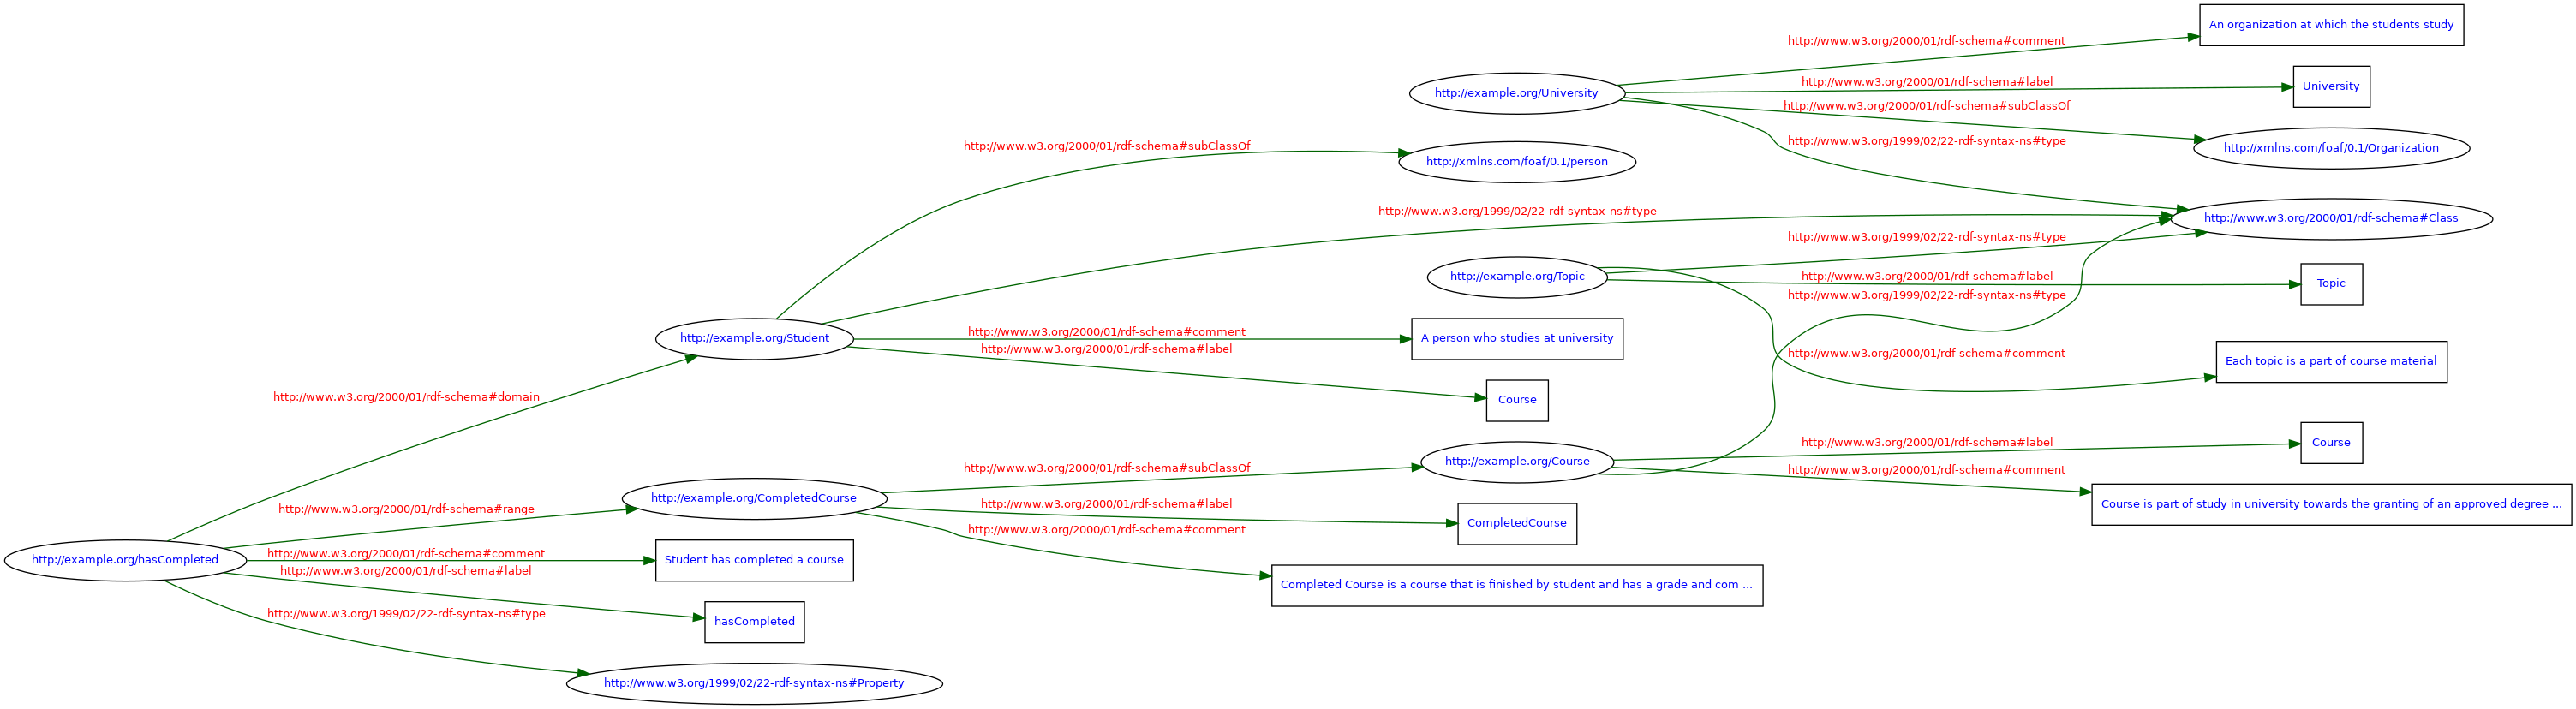 An organization at which the students study
http://www.w3.org/2000/01/rdf-schema#comment
http://www.w3.org/2000/01/rdf-schema#label
University
http://example.org/University
http://www.w3.org/2000/01/rdf-schema#subClassOf
http://www.w3.org/1999/02/22-rdf-syntax-ns#type
http://xmlns.com/foaf/0.1/Organization
http://www.w3.org/2000/01/rdf-schema#subClassOf
http://xmlns.com/foaf/0.1/person
http://www.w3.org/1999/02/22-rdf-syntax-ns#type
http://www.w3.org/2000/01/rdf-schema#Class
http://www.w3.org/1999/02/22-rdf-syntax-ns#type
http://example.org/Topic
http://www.w3.org/2000/01/rdf-schema#label
Topic
http://www.w3.org/1999/02/22-rdf-syntax-ns#type
http://example.org/Student
http://www.w3.org/2000/01/rdf-schema#comment
A person who studies at university
http://www.w3.org/2000/01/rdf-schema#label
http://www.w3.org/2000/01/rdf-schema#comment
Each topic is a part of course material
http://www.w3.org/2000/01/rdf-schema#domain
Course
http://www.w3.org/2000/01/rdf-schema#label
Course
http://www.w3.org/2000/01/rdf-schema#subClassOf
http://example.org/Course
http://www.w3.org/2000/01/rdf-schema#comment
http://example.org/CompletedCourse
http://www.w3.org/2000/01/rdf-schema#label
Course is part of study in university towards the granting of an approved degree ...
http://www.w3.org/2000/01/rdf-schema#range
CompletedCourse
http://www.w3.org/2000/01/rdf-schema#comment
http://example.org/hasCompleted
http://www.w3.org/2000/01/rdf-schema#comment
Student has completed a course
http://www.w3.org/2000/01/rdf-schema#label
Completed Course is a course that is finished by student and has a grade and com ...
http://www.w3.org/1999/02/22-rdf-syntax-ns#type
hasCompleted
http://www.w3.org/1999/02/22-rdf-syntax-ns#Property